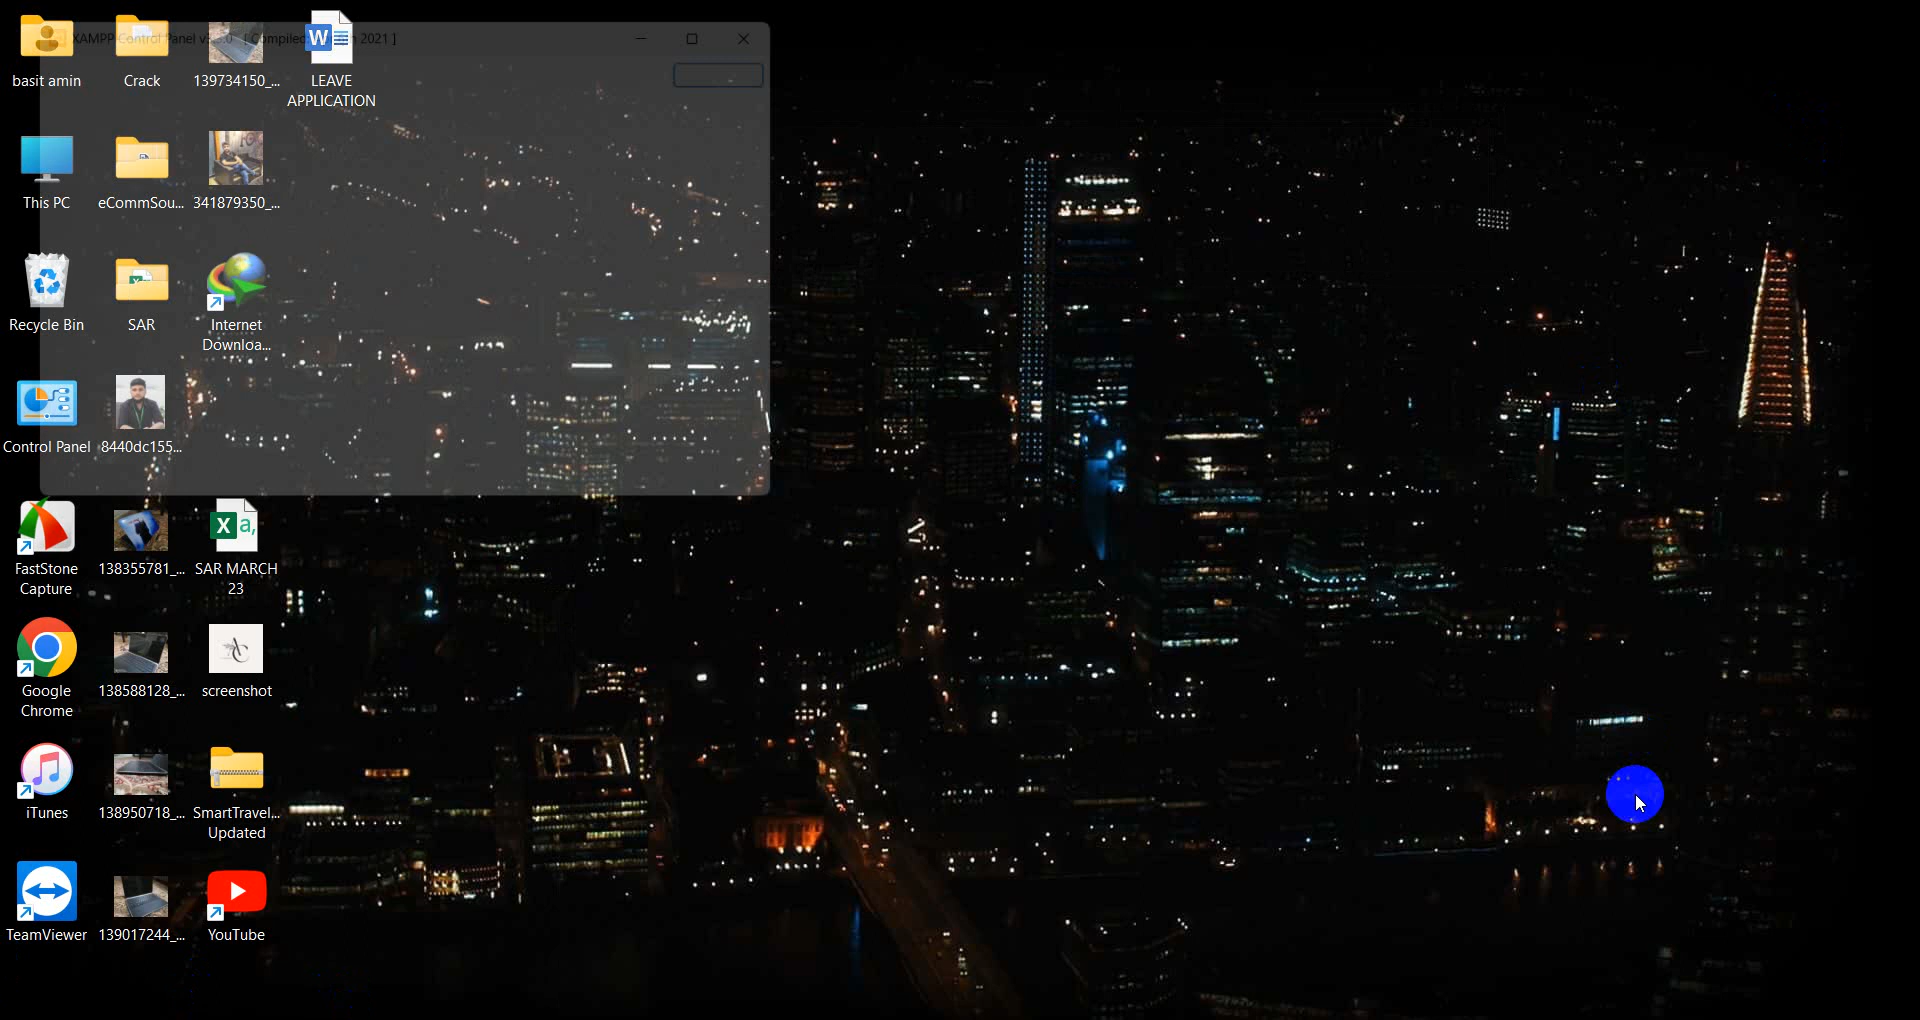 XAMPP Control Panel v3.3.0 [ Compiled: 2021 ]
basit amin
Crack
139734150_...
LEAVE
APPLICATION
This PC
eCommSou...
341879350_...
Recycle Bin
SAR
Internet
Downloa...
Control Panel
8440dc155...
FastStone
Capture
138355781_...
SAR MARCH
23
Google
Chrome
138588128_...
screenshot
iTunes
138950718_...
SmartTravel...
Updated
TeamViewer
139017244_...
YouTube